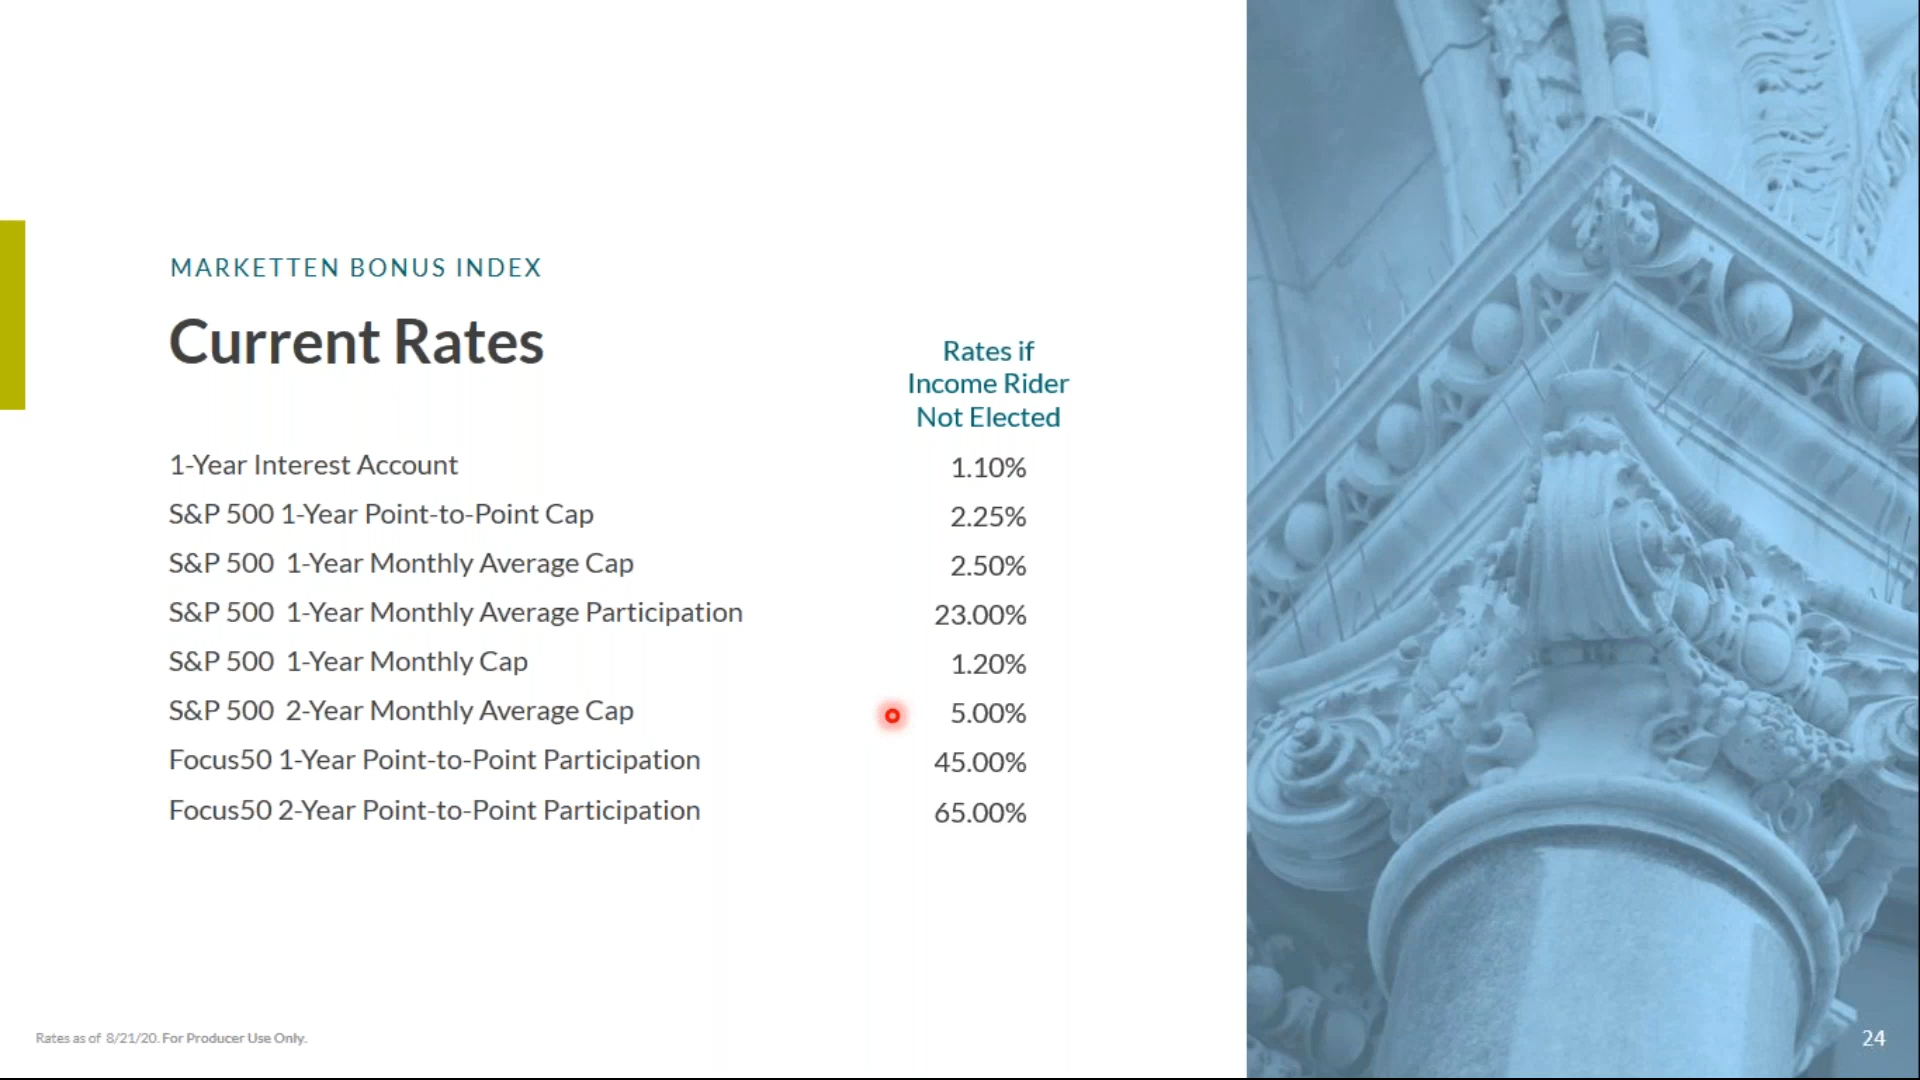 MARKETTEN BONUS INDEX
Current Rates
Rates if
Income Rider
Not Elected
1-Year Interest Account 1.10%
S&P 500 1-Year Point-to-Point Cap 2.25%
S&P 500 1-Year Monthly Average Cap 2.50%
S&P 500 1-Year Monthly Average Participation 23.00%
S&P 500 1-Year Monthly Cap 1.20%
S&P 500 2-Year Monthly Average Cap 5.00%
Focus50 1-Year Point-to-Point Participation 45.00%
Focus50 2-Year Point-to-Point Participation 65.00%
Rates as of 8/21/20. For Producer Use Only.
24